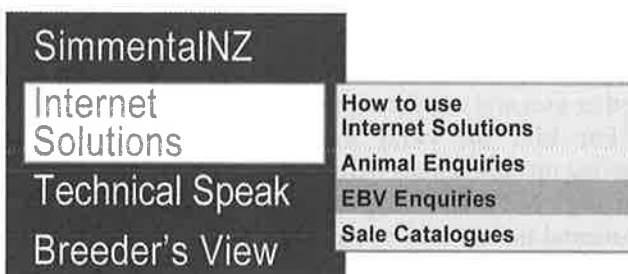 SimmentalNZ
Internet
Solutions
Technical Speak
Breeder's View
How to use
Internet Solutions
Animal Enquiries
EBV Enquiries
Sale Catalogues